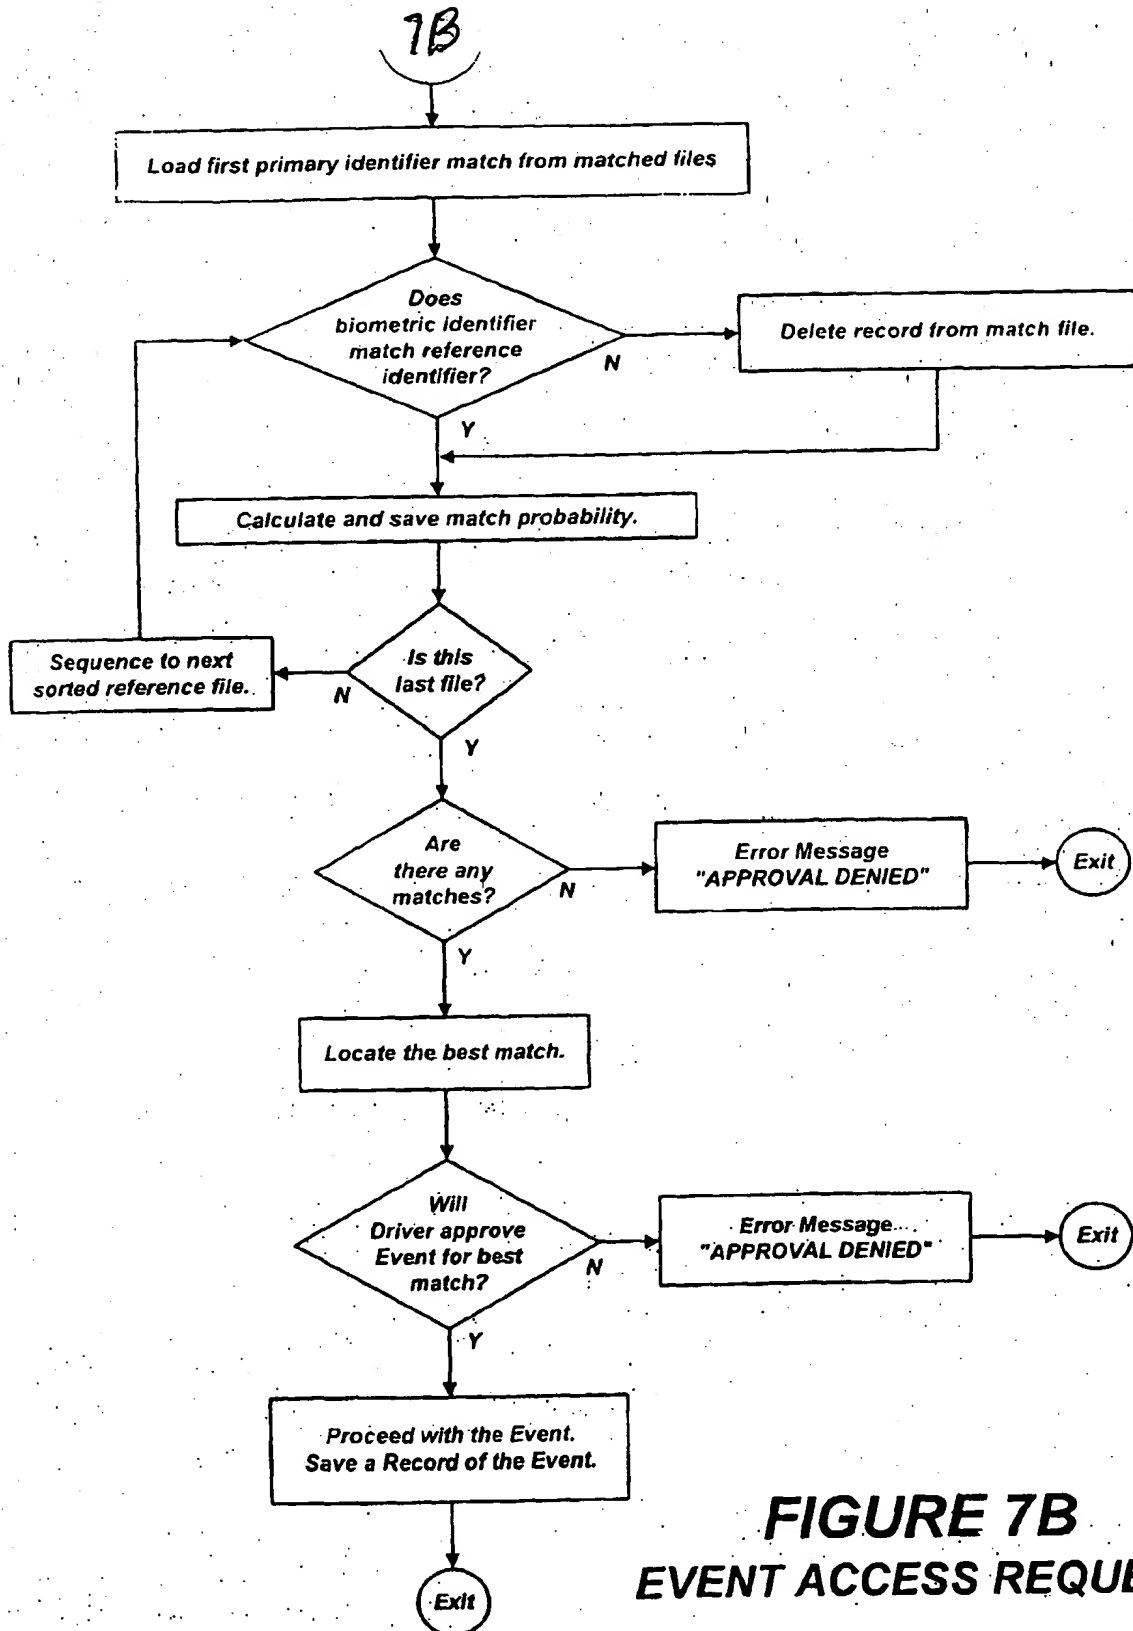 7B
Load first primary identifier match from matched files
Does
biometric identifier
match reference
identifier?
N
Delete record from match file.
Y
Calculate and save match probability.
Is this
last file?
N
Sequence to next
sorted reference file.
Y
Are
there any
matches?
N
Error Message
"APPROVAL DENIED"
Exit
Y
Locate the best match.
Will
Driver approve
Event for best
match?
N
Error Message
"APPROVAL DENIED"
Exit
Y
Proceed with the Event.
Save a Record of the Event.
Exit
FIGURE 7B
EVENT ACCESS